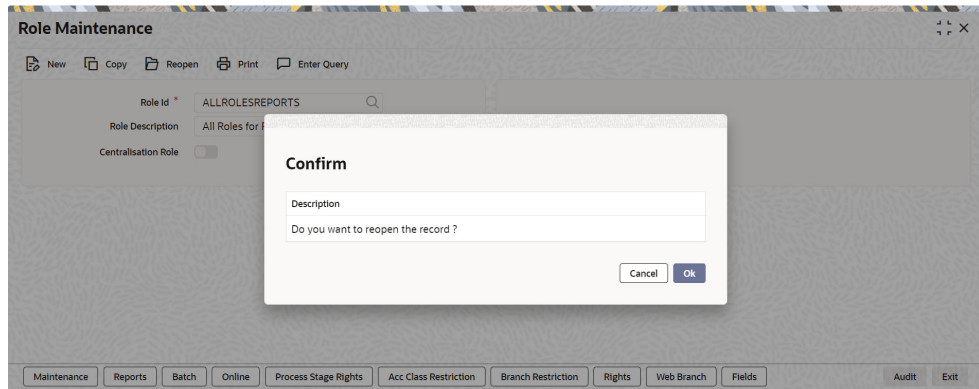 Role Maintenance
New Copy Reopen Print Enter Query
Role Id * ALLROLESREPORTS
Role Description All Roles for
Centralisation Role
Confirm
Description
Do you want to reopen the record ?
Cancel Ok
Maintenance Reports Batch Online Process Stage Rights Acc Class Restriction Branch Restriction Rights Web Branch Fields Audit Exit